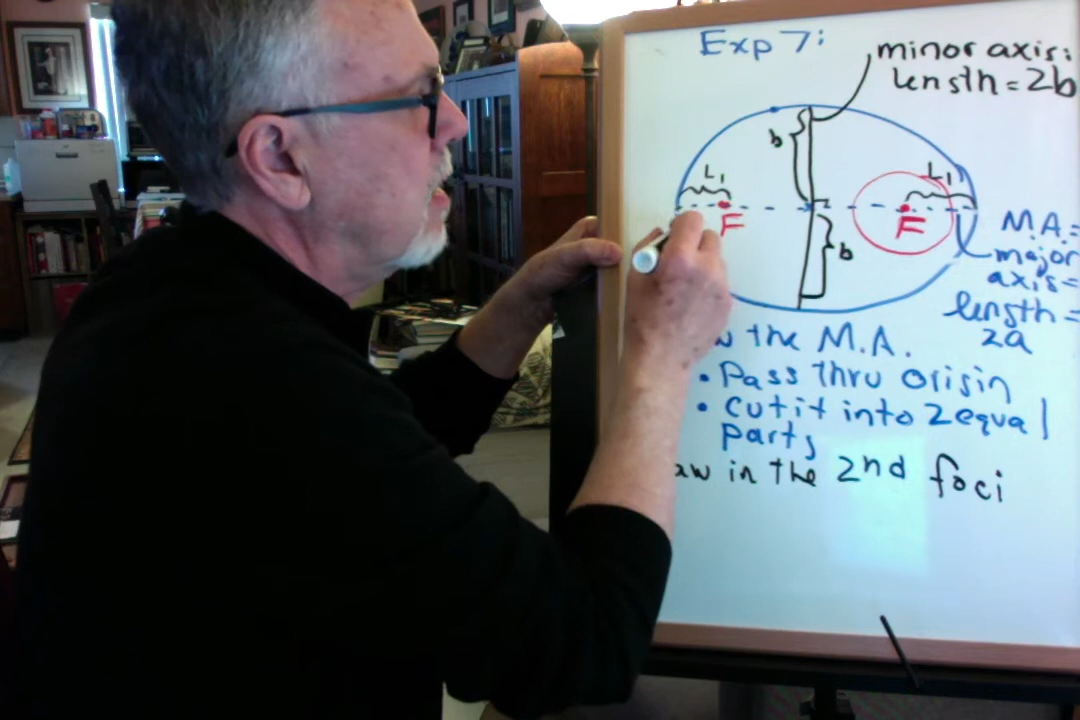 Exp 7:
minor axis:
length = 2b
b
L1
L1
F
F
b
M.A. =
major
axis =
length =
2a
the M.A.
• Pass thru origin
• cut it into 2 equal
parts
aw in the 2nd foci